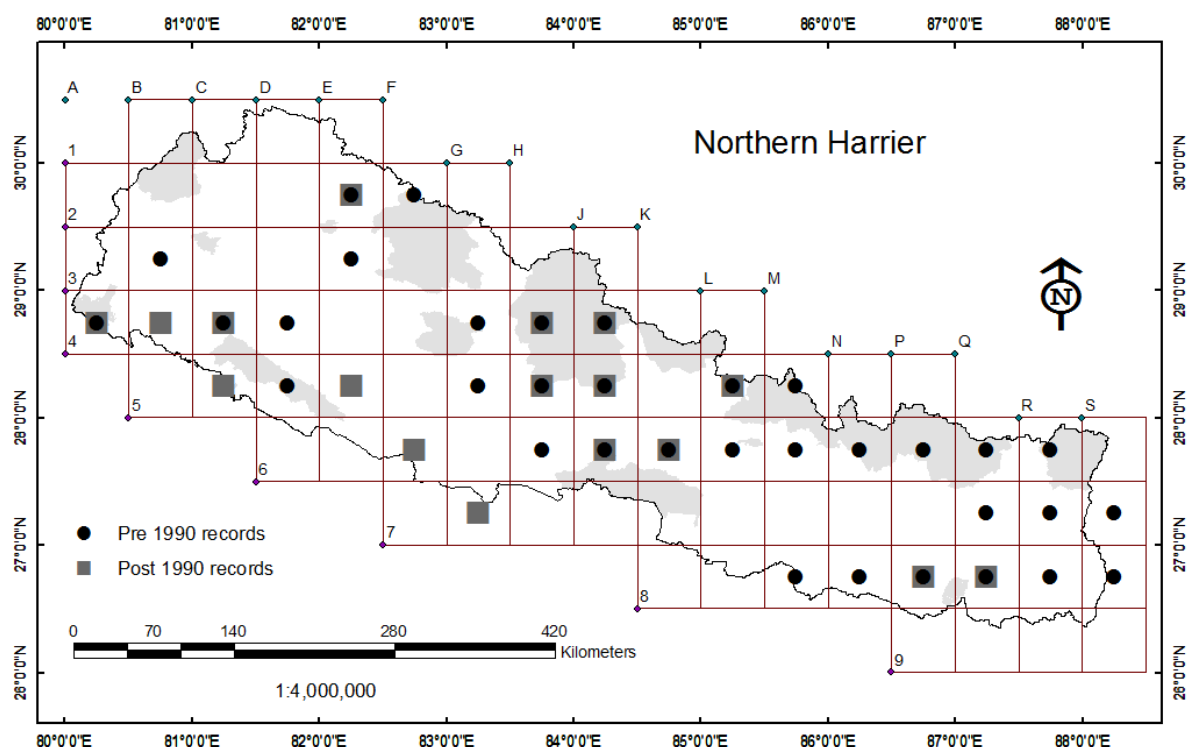 80°0'0"E 81°0'0"E 82°0'0"E 83°0'0"E 84°0'0"E 85°0'0"E 86°0'0"E 87°0'0"E 88°0'0"E
A B C D E F
Northern Harrier
1 G H
30°0'0"N 30°0'0"N
2 J K
3 L M
29°0'0"N 29°0'0"N
N
4 N P Q
5 R S
28°0'0"N 28°0'0"N
6
Pre 1990 records
7
27°0'0"N 27°0'0"N
Post 1990 records
8
0 70 140 280 420
Kilometers
9
26°0'0"N 26°0'0"N
1:4,000,000
80°0'0"E 81°0'0"E 82°0'0"E 83°0'0"E 84°0'0"E 85°0'0"E 86°0'0"E 87°0'0"E 88°0'0"E